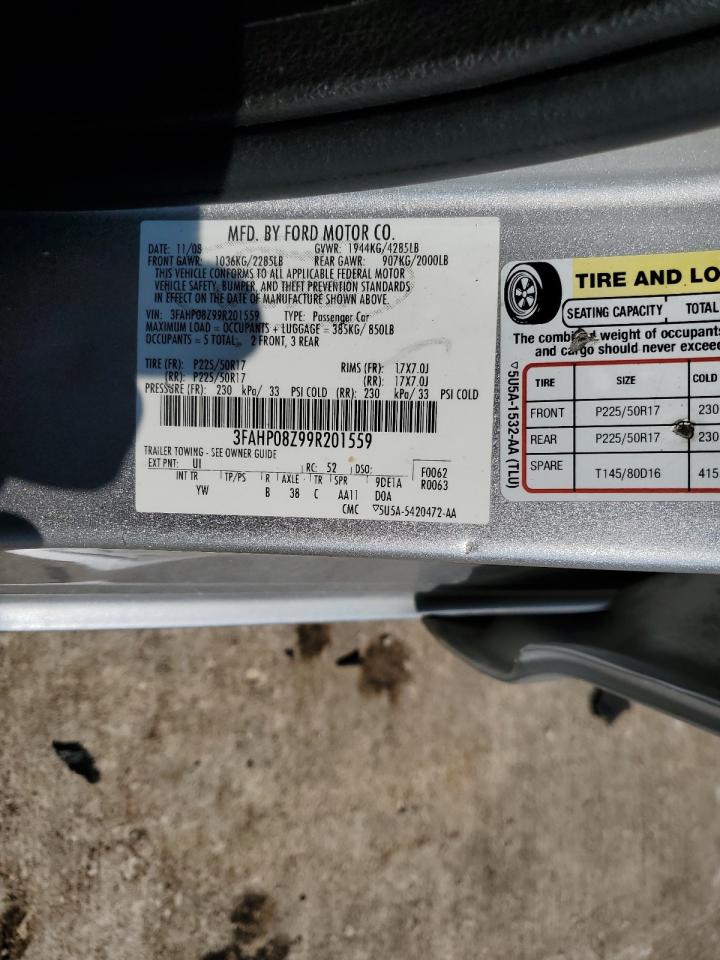 MFD. BY FORD MOTOR CO.
DATE: 11/08 GVWR: 1944KG/4285LB
FRONT GAWR: 1036KG/2285LB REAR GAWR: 907KG/2000LB
THIS VEHICLE CONFORMS TO ALL APPLICABLE FEDERAL MOTOR
VEHICLE SAFETY, BUMPER, AND THEFT PREVENTION STANDARDS
IN EFFECT ON THE DATE OF MANUFACTURE SHOWN ABOVE.
VIN: 3FAHP08Z99R201559 TYPE: Passenger Car
MAXIMUM LOAD = OCCUPANTS + LUGGAGE = 385KG/850LB
OCCUPANTS = 5 TOTAL, 2 FRONT, 3 REAR
TIRE (FR): P225/50R17 RIMS (FR): 17X7.0J
(RR): P225/50R17 (RR): 17X7.0J
PRESSURE (FR): 230 kPa/ 33 PSI COLD (RR): 230 kPa/ 33 PSI COLD
3FAHP08Z99R201559
TRAILER TOWING - SEE OWNER GUIDE
EXT PNT: UI RC: 52 DSO: F0062
INT TR TP/PS R AXLE TR SPR 9DE1A R0063
YW B 38 C AA11 D0A
CMC ▽5U5A-5420472-AA
TIRE AND LO
SEATING CAPACITY TOTAL
The combined weight of occupants
and cargo should never exceed
TIRE SIZE COLD
FRONT P225/50R17 230
REAR P225/50R17 230
SPARE T145/80D16 415
▽5U5A-1532-AA (TLU)